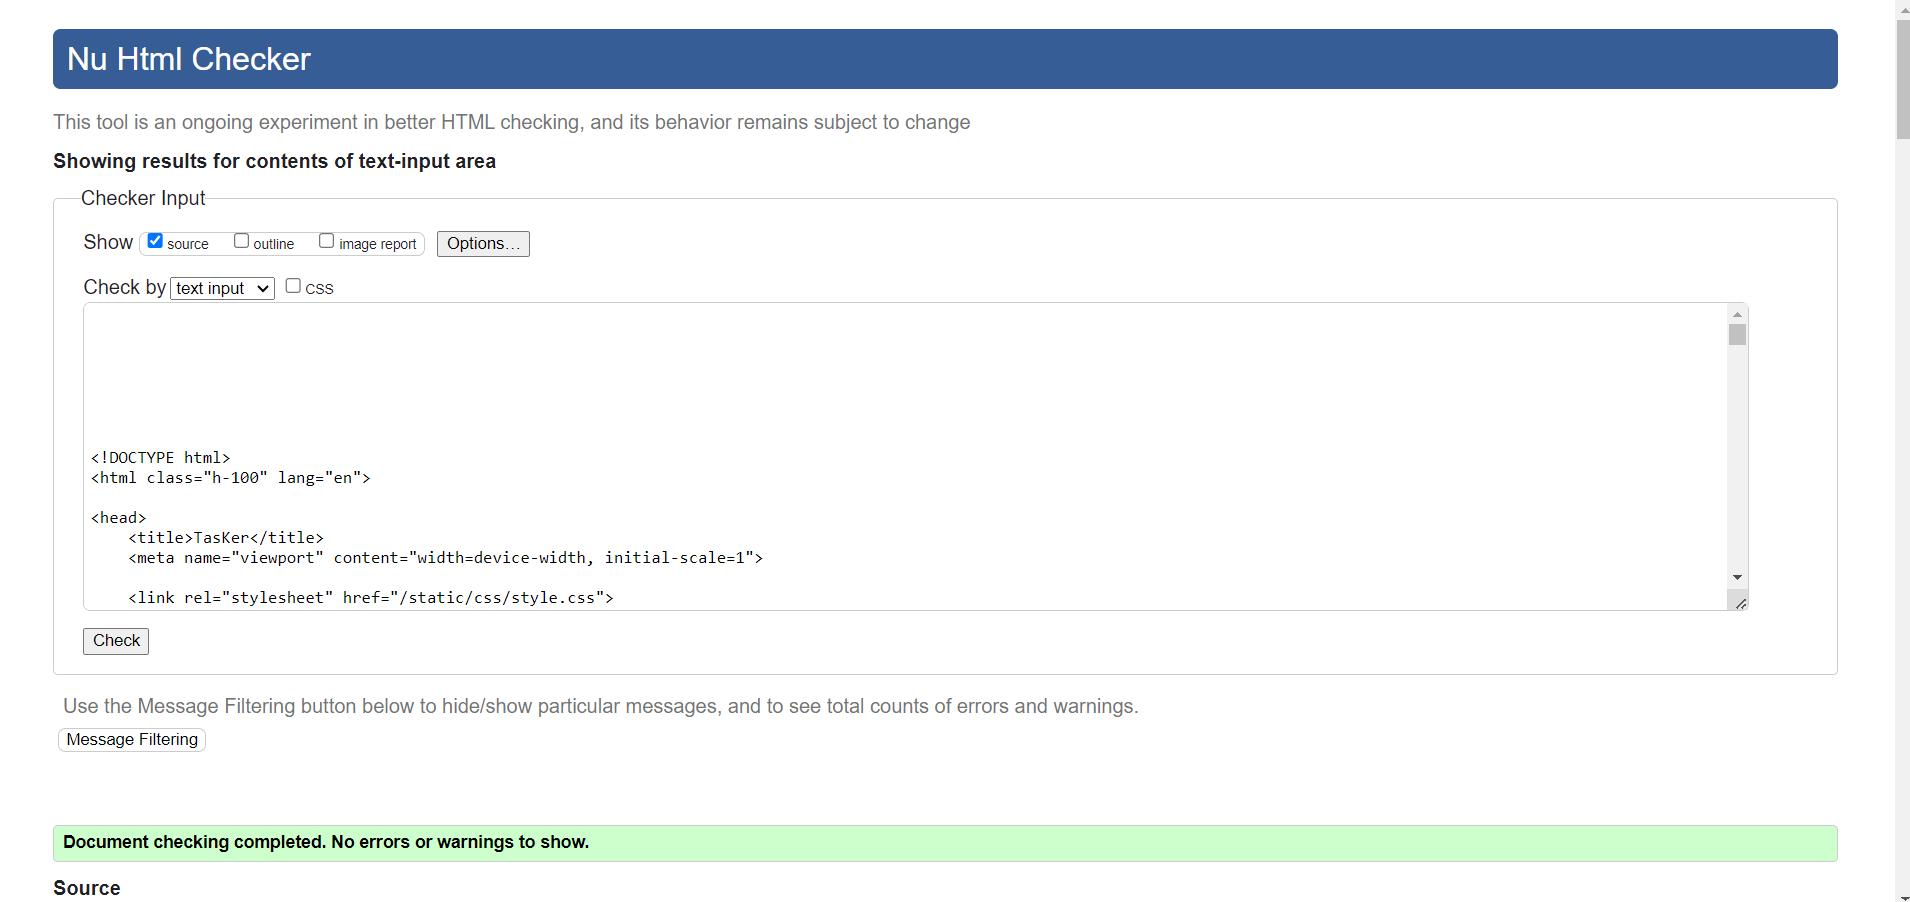 Nu Html Checker
This tool is an ongoing experiment in better HTML checking, and its behavior remains subject to change
Showing results for contents of text-input area
Checker Input
Show source outline image report Options...
Check by text input CSS
<!DOCTYPE html>
<html class="h-100" lang="en">
<head>
<title>TasKer</title>
<meta name="viewport" content="width=device-width, initial-scale=1">
<link rel="stylesheet" href="/static/css/style.css">
Check
Use the Message Filtering button below to hide/show particular messages, and to see total counts of errors and warnings.
Message Filtering
Document checking completed. No errors or warnings to show.
Source